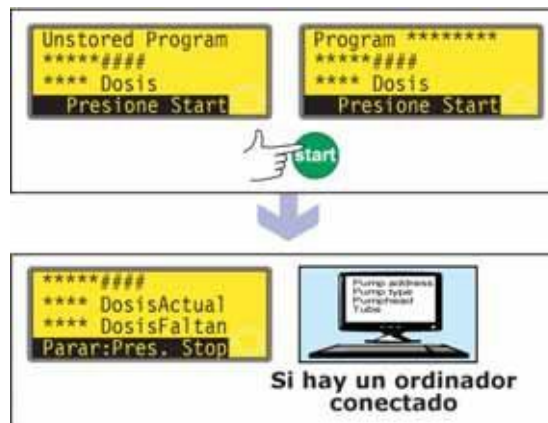 Unstored Program
*****####
**** Dosis
Presione Start
Program ********
*****####
**** Dosis
Presione Start
start
*****####
**** DosisActual
**** DosisFaltan
Parar:Pres. Stop
Pump address
Pump type
Pumphead
Tube
Si hay un ordinador
conectado